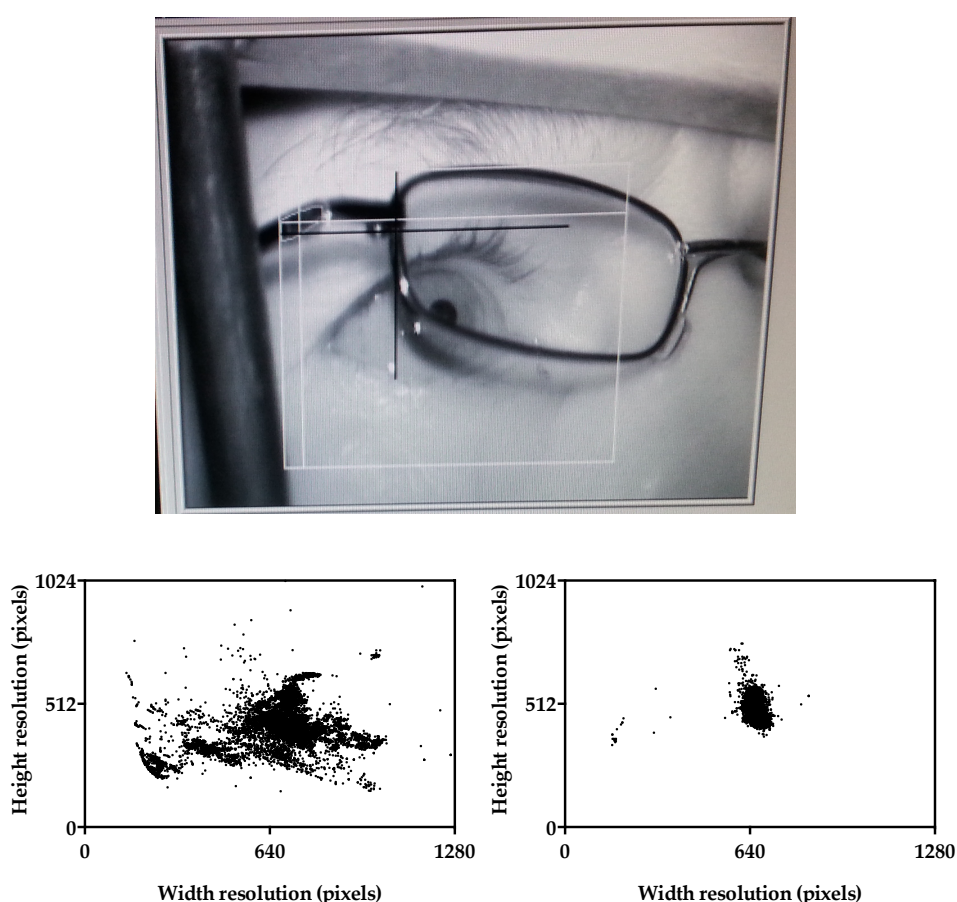 1024
512
0
0 640 1280
Height resolution (pixels)
Width resolution (pixels)
1024
512
0
0 640 1280
Height resolution (pixels)
Width resolution (pixels)